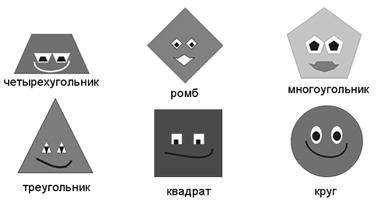 четырехугольник
ромб
многоугольник
треугольник
квадрат
круг